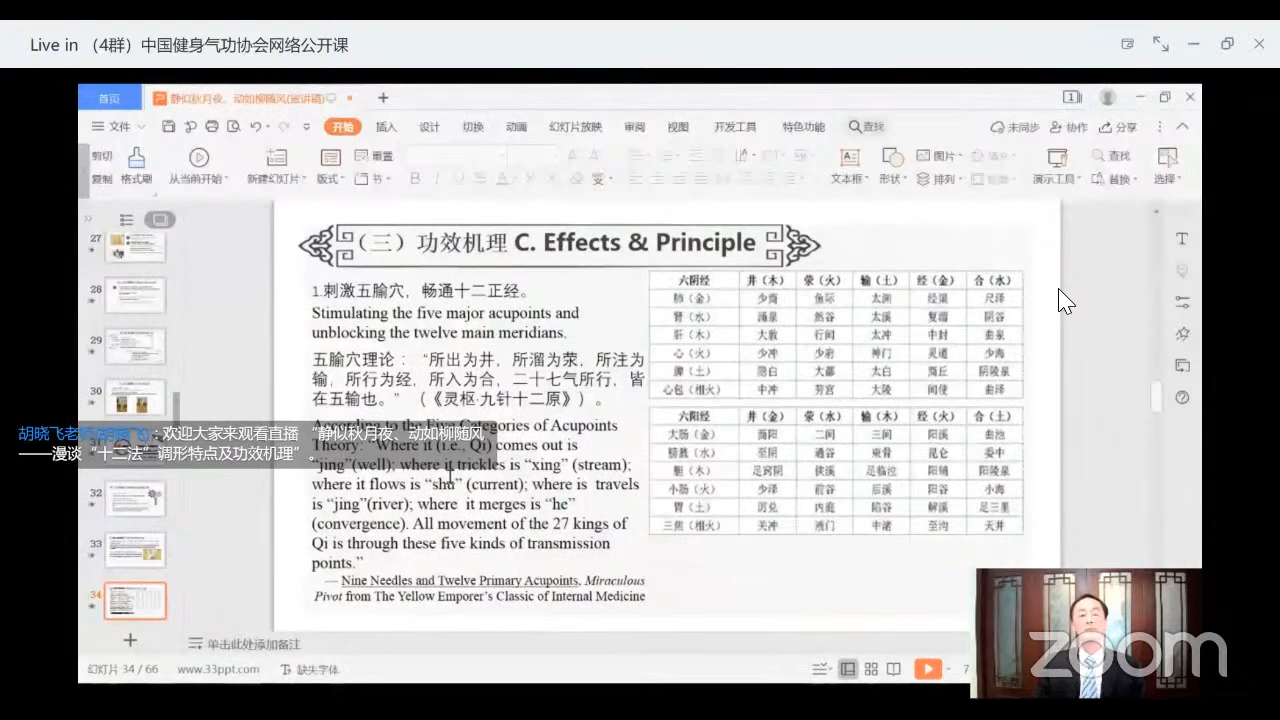 Live in （4群）中国健身气功协会网络公开课
首页
静似秋月夜、动如柳随风(宣讲稿)
文件
开始
插入
设计
切换
动画
幻灯片放映
审阅
视图
开发工具
特色功能
查找
未同步
协作
分享
剪切
复制
格式刷
从当前开始
新建幻灯片
版式
重置
节
B
文本框
形状
图片
排列
演示工具
查找
替换
选择
27
28
29
30
32
33
34
（三）功效机理 C. Effects & Principle
1.刺激五腧穴，畅通十二正经。
Stimulating the five major acupoints and
unblocking the twelve main meridians.
五腧穴理论：“所出为井，所溜为荥，所注为
输，所行为经，所入为合，二十七气所行，皆
在五输也。”（《灵枢·九针十二原》）。
egories of Acupoints
Theory: “Where it (i.e., Qi) comes out is
“jing”(well); where it trickles is “xing” (stream);
where it flows is “shu” (current); where is travels
is “jing”(river); where it merges is “he”
(convergence). All movement of the 27 kings of
Qi is through these five kinds of transmission
points.”
— Nine Needles and Twelve Primary Acupoints, Miraculous
Pivot from The Yellow Emporer’s Classic of Internal Medicine
六阴经 井（木） 荥（火） 输（土） 经（金） 合（水）
肺（金） 少商 鱼际 太渊 经渠 尺泽
肾（水） 涌泉 然谷 太溪 复溜 阴谷
肝（木） 大敦 行间 太冲 中封 曲泉
心（火） 少冲 少府 神门 灵道 少海
脾（土） 隐白 大都 太白 商丘 阴陵泉
心包（相火） 中冲 劳宫 大陵 间使 曲泽
六阳经 井（金） 荥（水） 输（木） 经（火） 合（土）
大肠（金） 商阳 二间 三间 阳溪 曲池
膀胱（水） 至阴 通谷 束骨 昆仑 委中
胆（木） 足窍阴 侠溪 足临泣 阳辅 阳陵泉
小肠（火） 少泽 前谷 后溪 阳谷 小海
胃（土） 厉兑 内庭 陷谷 解溪 足三里
三焦（相火） 关冲 液门 中渚 至沟 天井
胡晓飞老师(胡晓飞)：欢迎大家来观看直播 “静似秋月夜、动如柳随风
——漫谈“十二法”调形特点及功效机理”。
单击此处添加备注
幻灯片 34 / 66
www.33ppt.com
缺失字体
7
zoom